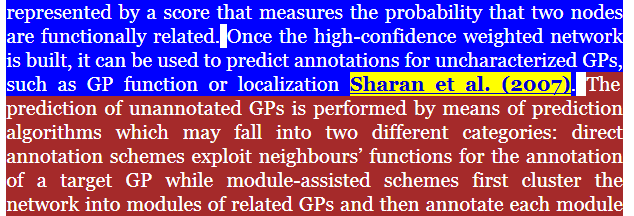 represented by a score that measures the probability that two nodes
are functionally related. Once the high-confidence weighted network
is built, it can be used to predict annotations for uncharacterized GPs,
such as GP function or localization Sharan et al. (2007). The
prediction of unannotated GPs is performed by means of prediction
algorithms which may fall into two different categories: direct
annotation schemes exploit neighbours’ functions for the annotation
of a target GP while module-assisted schemes first cluster the
network into modules of related GPs and then annotate each module